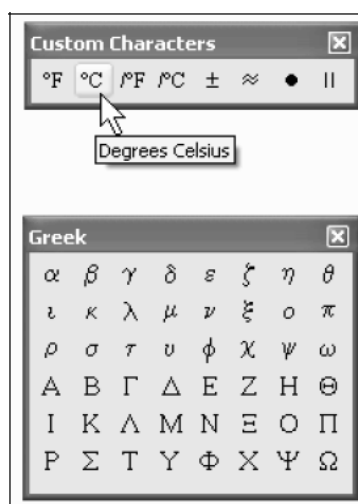 Custom Characters
°F °C /°F /°C ± ≈ ● ||
Degrees Celsius
Greek
α β γ δ ε ζ η θ
ι κ λ μ ν ξ ο π
ρ σ τ υ φ χ ψ ω
Α Β Γ Δ Ε Ζ Η Θ
Ι Κ Λ Μ Ν Ξ Ο Π
Ρ Σ Τ Υ Φ Χ Ψ Ω